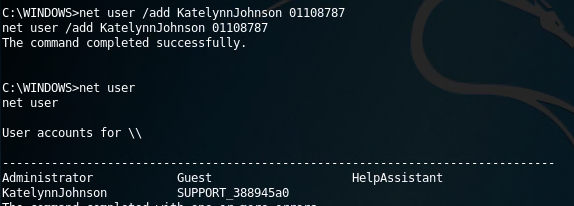 C:\WINDOWS>net user /add KatelynnJohnson 01108787
net user /add KatelynnJohnson 01108787
The command completed successfully.
C:\WINDOWS>net user
net user
User accounts for \\
-------------------------------------------------------------------------------
Administrator Guest HelpAssistant
KatelynnJohnson SUPPORT_388945a0
The command completed with one or more errors.